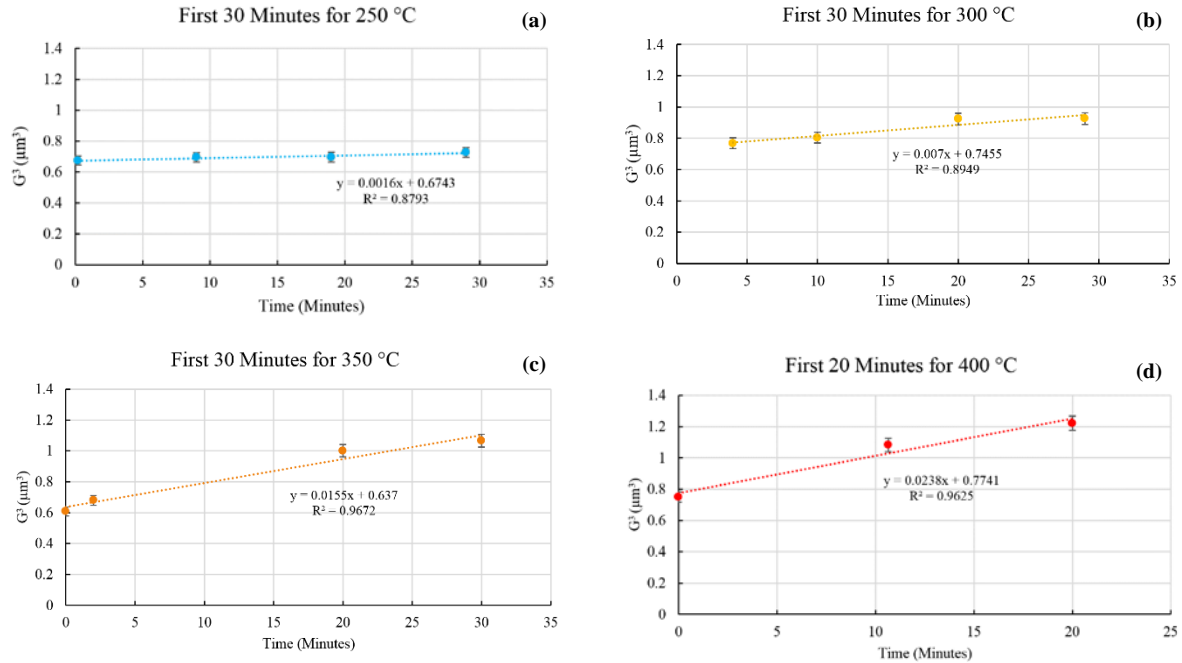 First 30 Minutes for 250 °C
(a)
1.4
1.2
1
0.8
0.6
0.4
0.2
0
G³ (μm³)
y = 0.0016x + 0.6743
R² = 0.8793
0 5 10 15 20 25 30 35
Time (Minutes)
First 30 Minutes for 300 °C
(b)
1.4
1.2
1
0.8
0.6
0.4
0.2
0
G³ (μm³)
y = 0.007x + 0.7455
R² = 0.8949
0 5 10 15 20 25 30 35
Time (Minutes)
First 30 Minutes for 350 °C
(c)
1.4
1.2
1
0.8
0.6
0.4
0.2
0
G³ (μm³)
y = 0.0155x + 0.637
R² = 0.9672
0 5 10 15 20 25 30 35
Time (Minutes)
First 20 Minutes for 400 °C
(d)
1.4
1.2
1
0.8
0.6
0.4
0.2
0
G³ (μm³)
y = 0.0238x + 0.7741
R² = 0.9625
0 5 10 15 20 25
Time (Minutes)